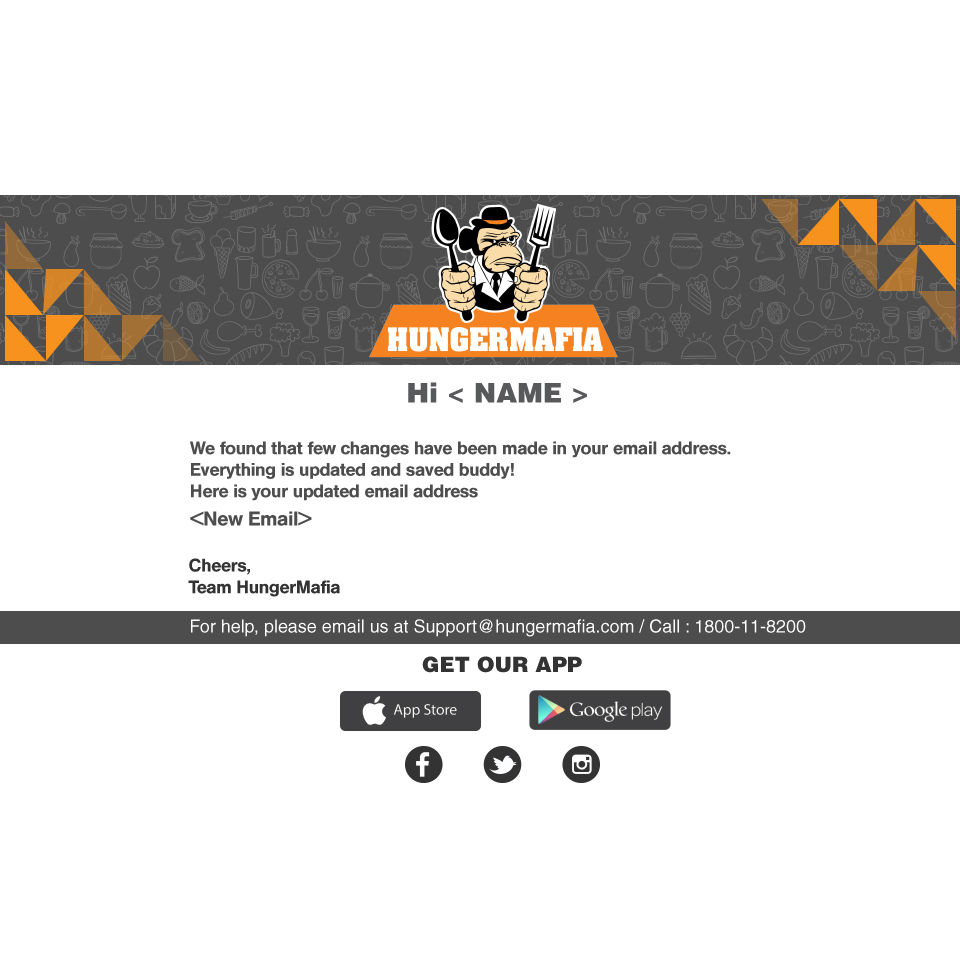 HUNGERMAFIA
Hi < NAME >
We found that few changes have been made in your email address.
Everything is updated and saved buddy!
Here is your updated email address
<New Email>
Cheers,
Team HungerMafia
For help, please email us at Support@hungermafia.com / Call : 1800-11-8200
GET OUR APP
App Store
Google play